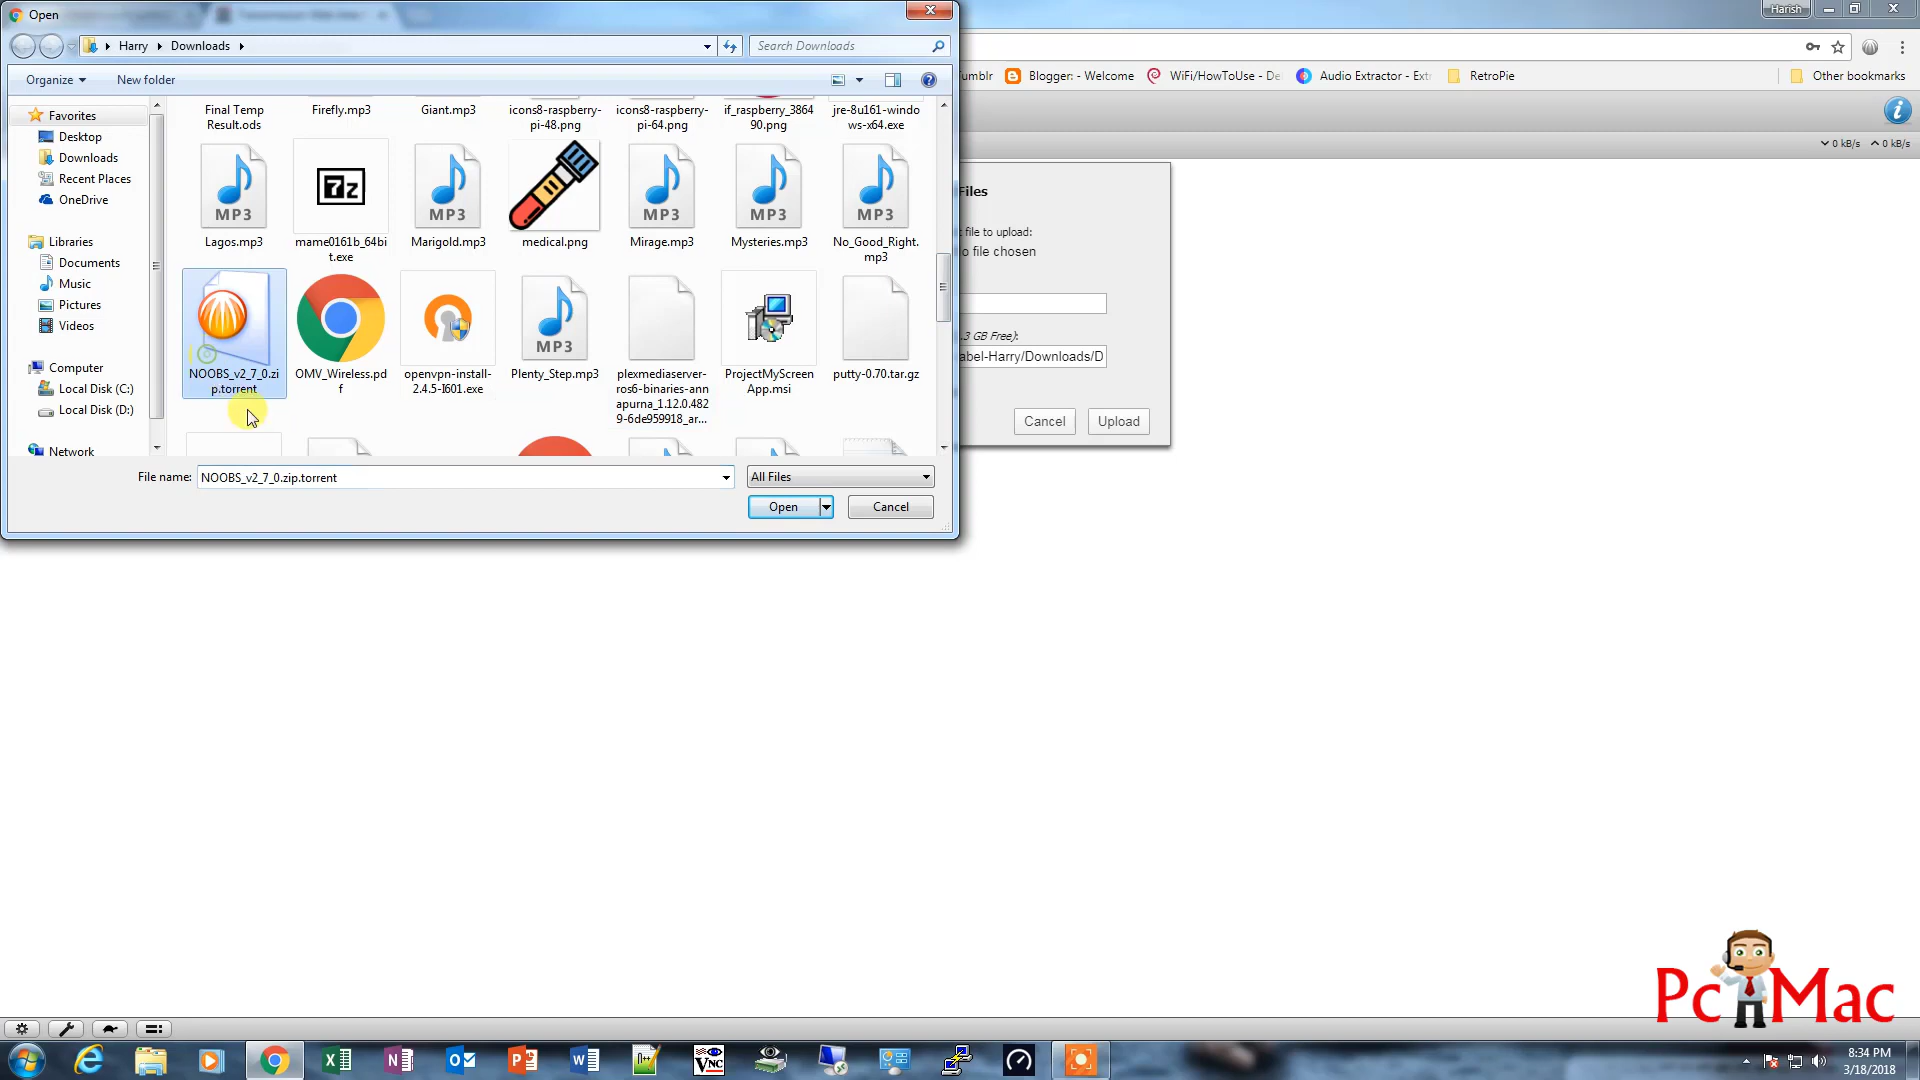 Open
Harish
Harry
Downloads
Search Downloads
Organize
New folder
umblr
Blogger: - Welcome
WiFi/HowToUse - De
Audio Extractor - Ext
RetroPie
Other bookmarks
0 kB/s
0 kB/s
Favorites
Desktop
Downloads
Recent Places
OneDrive
Libraries
Documents
Music
Pictures
Videos
Computer
Local Disk (C:)
Local Disk (D:)
Network
Final Temp
Result.ods
Firefly.mp3
Giant.mp3
icons8-raspberry-
pi-48.png
icons8-raspberry-
pi-64.png
if_raspberry_3864
90.png
jre-8u161-windo
ws-x64.exe
MP3
Lagos.mp3
7z
mame0161b_64bi
t.exe
MP3
Marigold.mp3
medical.png
MP3
Mirage.mp3
MP3
Mysteries.mp3
MP3
No_Good_Right.
mp3
NOOBS_v2_7_0.zi
p.torrent
OMV_Wireless.pd
f
openvpn-install-
2.4.5-I601.exe
MP3
Plenty_Step.mp3
plexmediaserver-
ros6-binaries-ann
apurna_1.12.0.482
9-6de959918_ar...
ProjectMyScreen
App.msi
putty-0.70.tar.gz
File name:
NOOBS_v2_7_0.zip.torrent
All Files
Open
Cancel
Files
file to upload:
o file chosen
3 GB Free):
abel-Harry/Downloads/D
Cancel
Upload
Pc Mac
8:34 PM
3/18/2018